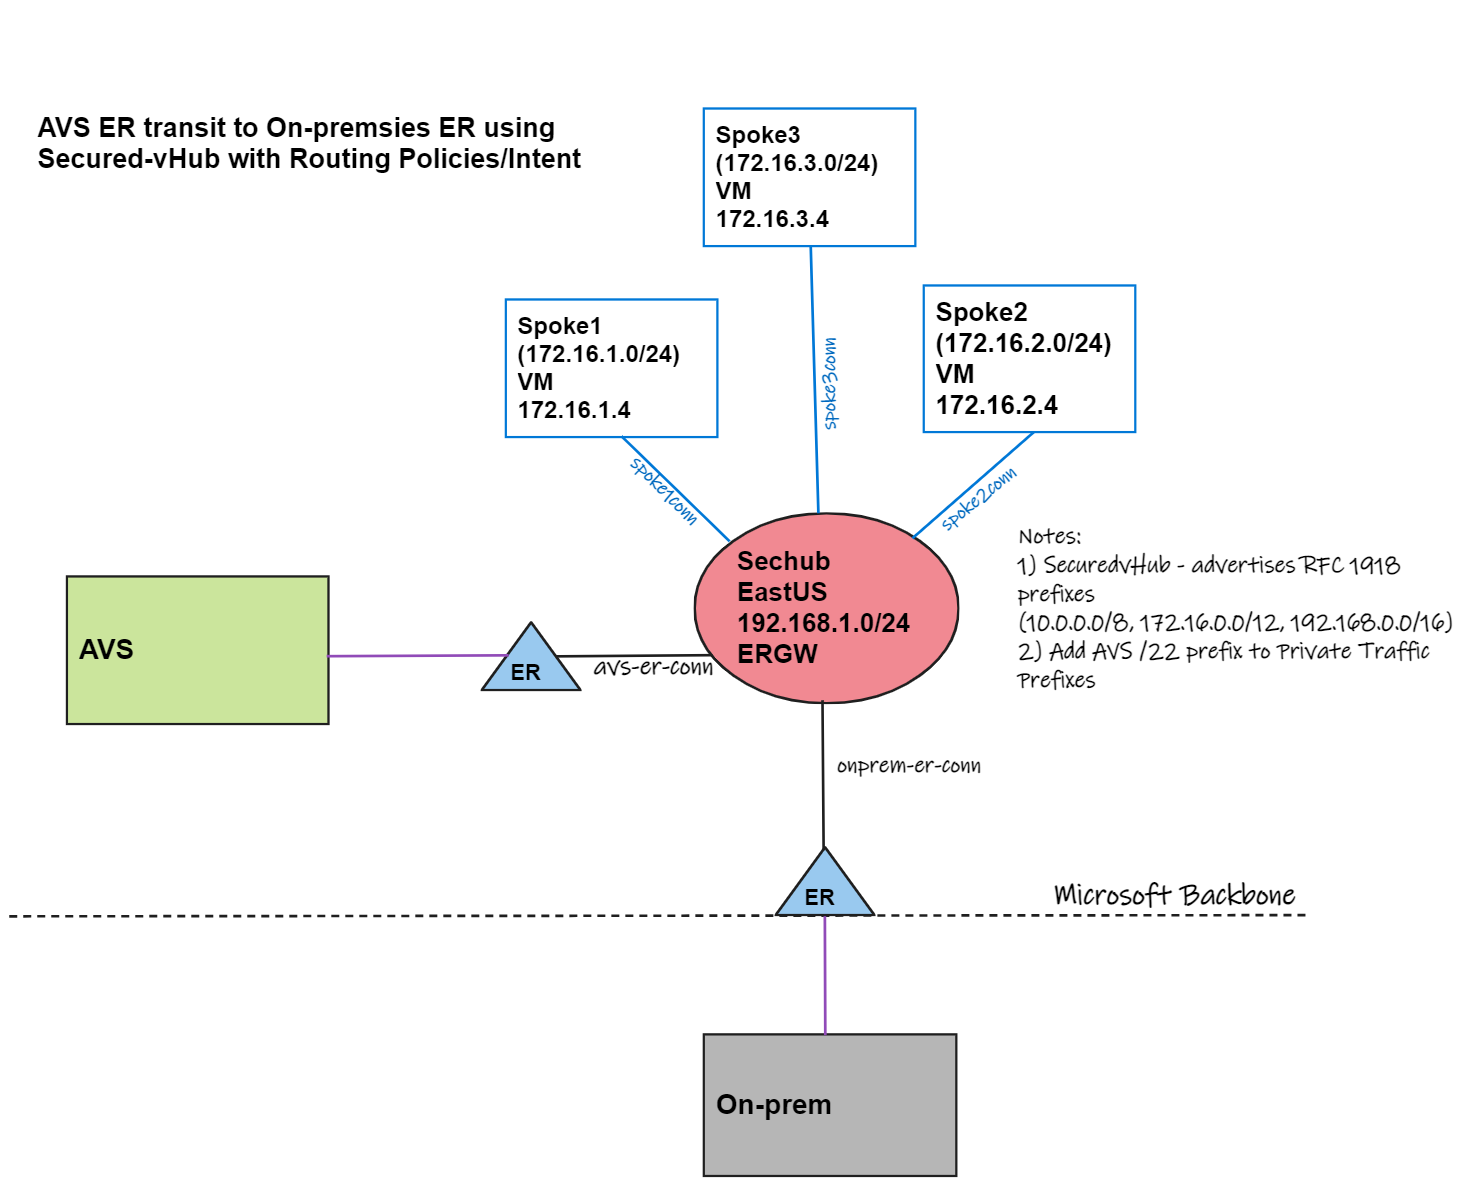 AVS ER transit to On-premsies ER using
Secured-vHub with Routing Policies/Intent
Spoke3
(172.16.3.0/24)
VM
172.16.3.4
Spoke1
(172.16.1.0/24)
VM
172.16.1.4
Spoke2
(172.16.2.0/24)
VM
172.16.2.4
spoke3conn
spoke1conn
spoke2conn
Sechub
EastUS
192.168.1.0/24
ERGW
Notes:
1) SecuredvHub - advertises RFC 1918
prefixes
(10.0.0.0/8, 172.16.0.0/12, 192.168.0.0/16)
2) Add AVS /22 prefix to Private Traffic
Prefixes
AVS
ER
avs-er-conn
onprem-er-conn
ER
Microsoft Backbone
On-prem